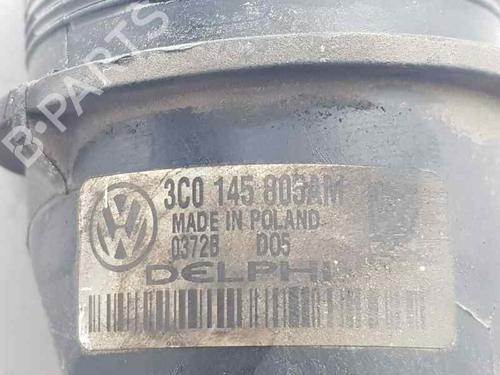 B-PARTS
3C0 145 805AM
MADE IN POLAND
03728 D05
DELPHI